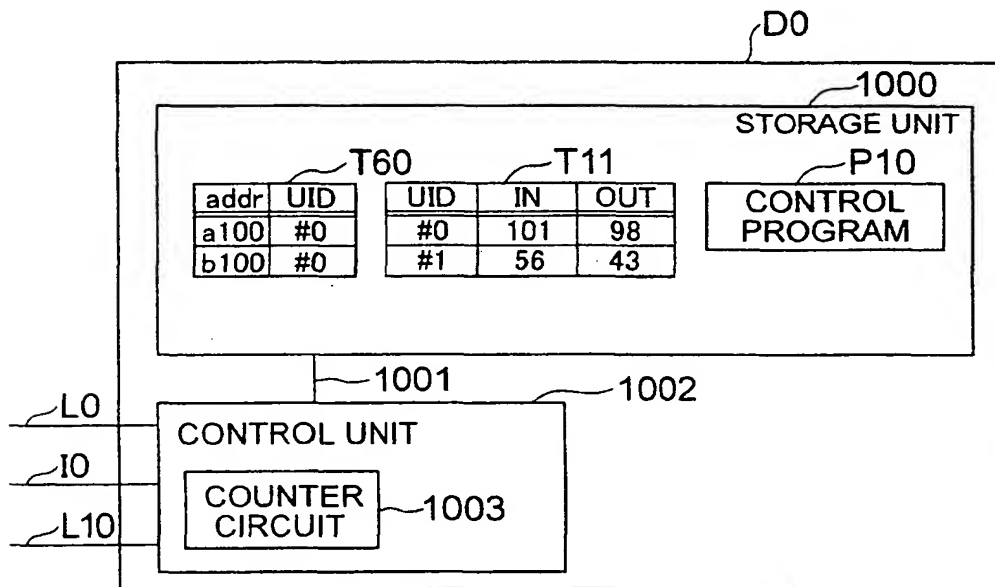 D0
1000
STORAGE UNIT
T60
T11
P10
addr UID
a100 #0
b100 #0
UID IN OUT
#0 101 98
#1 56 43
CONTROL
PROGRAM
1001
1002
L0
I0
L10
CONTROL UNIT
COUNTER
CIRCUIT
1003